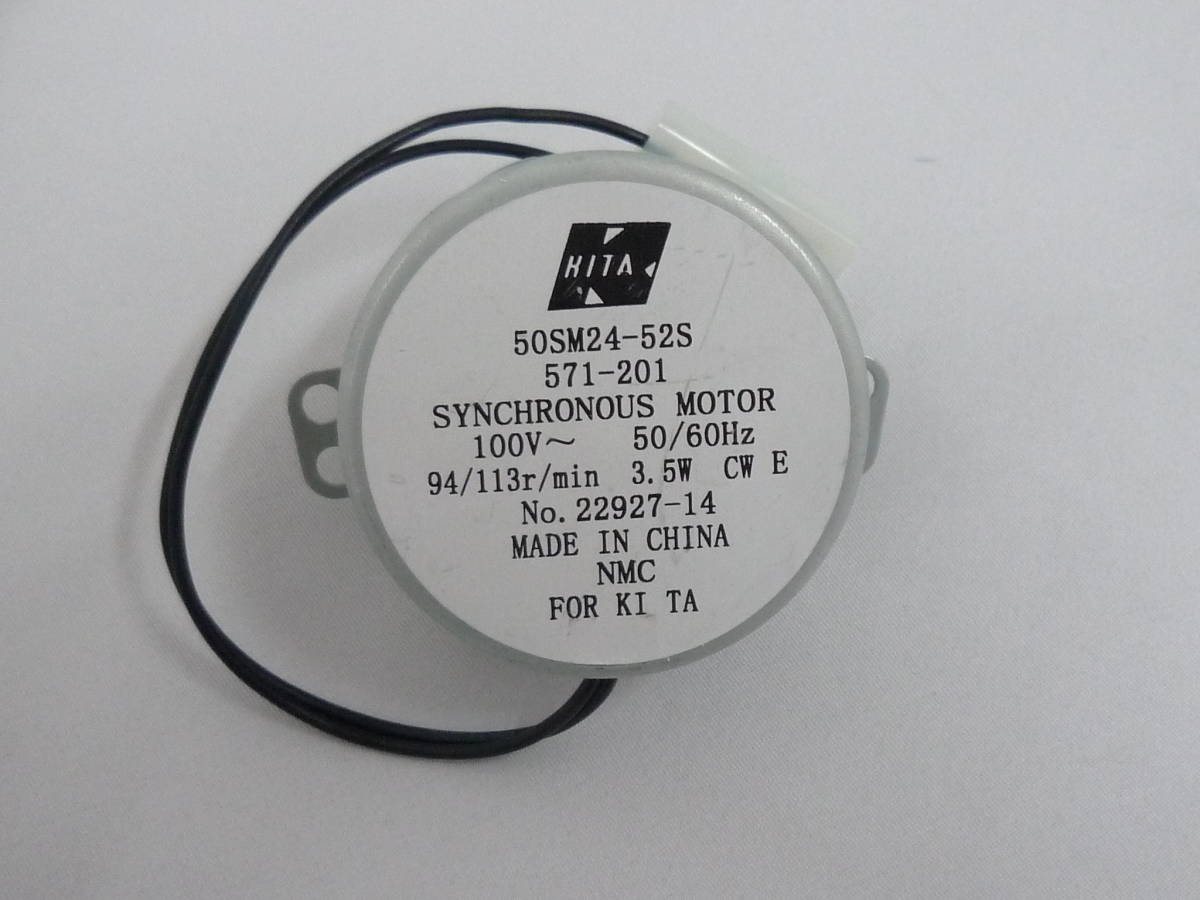 KITA
50SM24-52S
571-201
SYNCHRONOUS MOTOR
100V～ 50/60Hz
94/113r/min 3.5W CW E
No. 22927-14
MADE IN CHINA
NMC
FOR KI TA